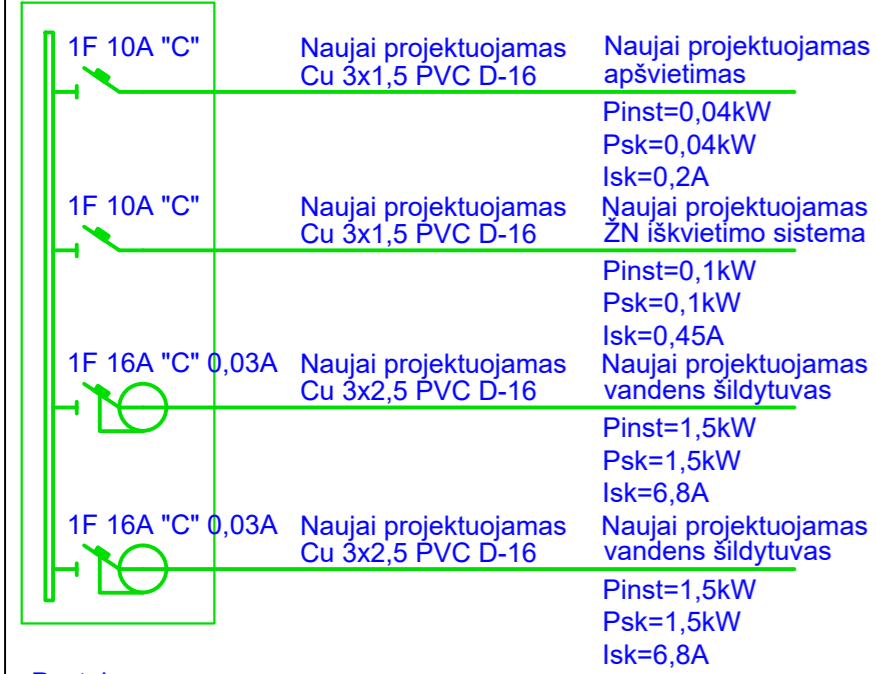 1F 10A "C"
Naujai projektuojamas
Cu 3x1,5 PVC D-16
Naujai projektuojamas
apšvietimas
Pinst=0,04kW
Psk=0,04kW
Isk=0,2A
1F 10A "C"
Naujai projektuojamas
Cu 3x1,5 PVC D-16
Naujai projektuojamas
ŽN iškvietimo sistema
Pinst=0,1kW
Psk=0,1kW
Isk=0,45A
1F 16A "C" 0,03A
Naujai projektuojamas
Cu 3x2,5 PVC D-16
Naujai projektuojamas
vandens šildytuvas
Pinst=1,5kW
Psk=1,5kW
Isk=6,8A
1F 16A "C" 0,03A
Naujai projektuojamas
Cu 3x2,5 PVC D-16
Naujai projektuojamas
vandens šildytuvas
Pinst=1,5kW
Psk=1,5kW
Isk=6,8A